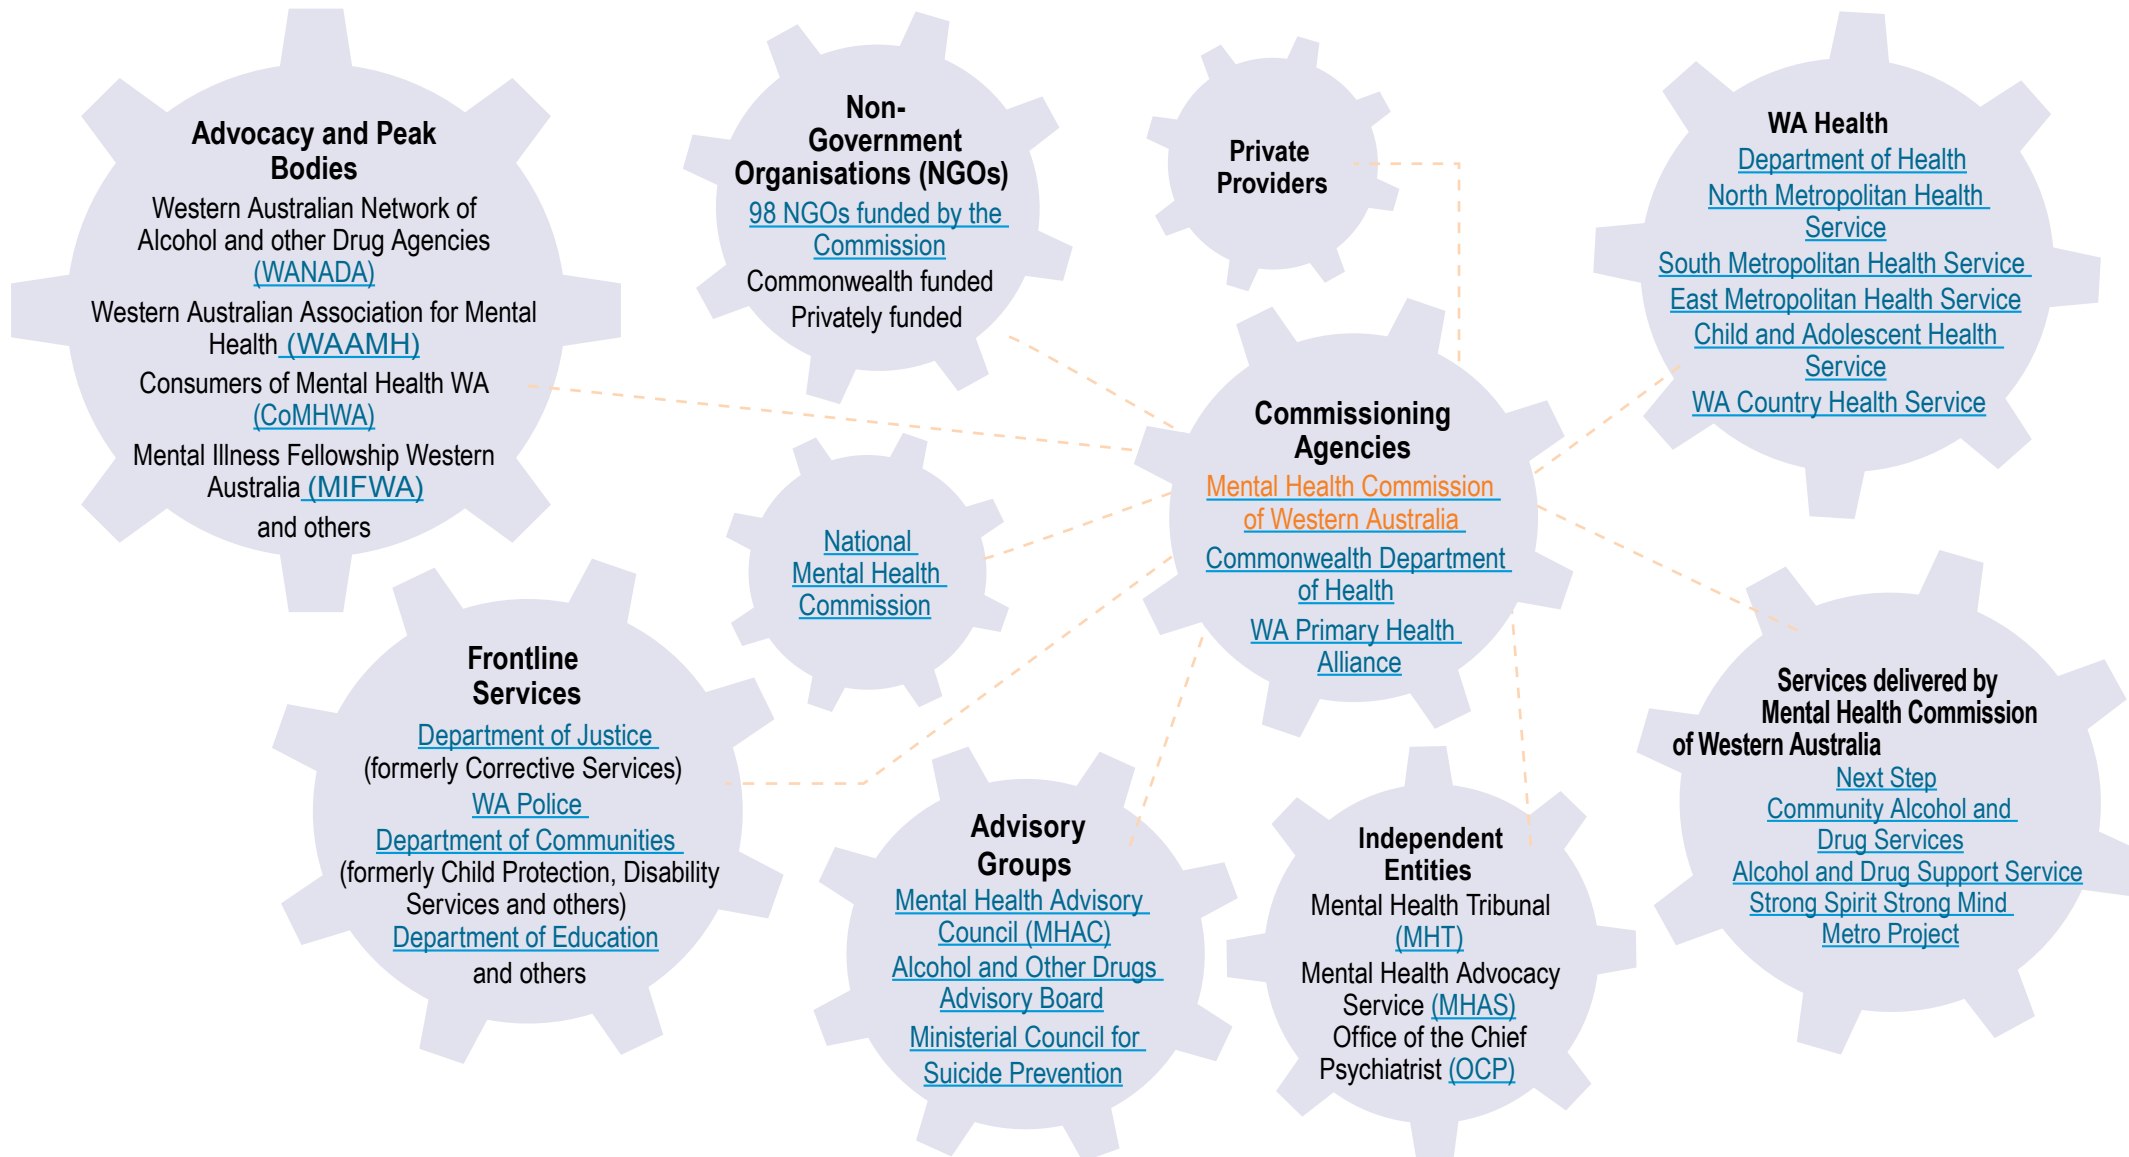 Advocacy and Peak
Bodies
Western Australian Network of
Alcohol and other Drug Agencies
(WANADA)
Western Australian Association for Mental
Health (WAAMH)
Consumers of Mental Health WA
(CoMHWA)
Mental Illness Fellowship Western
Australia (MIFWA)
and others
Non-
Government
Organisations (NGOs)
98 NGOs funded by the
Commission
Commonwealth funded
Privately funded
Private
Providers
WA Health
Department of Health
North Metropolitan Health
Service
South Metropolitan Health Service
East Metropolitan Health Service
Child and Adolescent Health
Service
WA Country Health Service
Commissioning
Agencies
Mental Health Commission
of Western Australia
Commonwealth Department
of Health
WA Primary Health
Alliance
National
Mental Health
Commission
Frontline
Services
Department of Justice
(formerly Corrective Services)
WA Police
Department of Communities
(formerly Child Protection, Disability
Services and others)
Department of Education
and others
Advisory
Groups
Mental Health Advisory
Council (MHAC)
Alcohol and Other Drugs
Advisory Board
Ministerial Council for
Suicide Prevention
Independent
Entities
Mental Health Tribunal
(MHT)
Mental Health Advocacy
Service (MHAS)
Office of the Chief
Psychiatrist (OCP)
Services delivered by
Mental Health Commission
of Western Australia
Next Step
Community Alcohol and
Drug Services
Alcohol and Drug Support Service
Strong Spirit Strong Mind
Metro Project